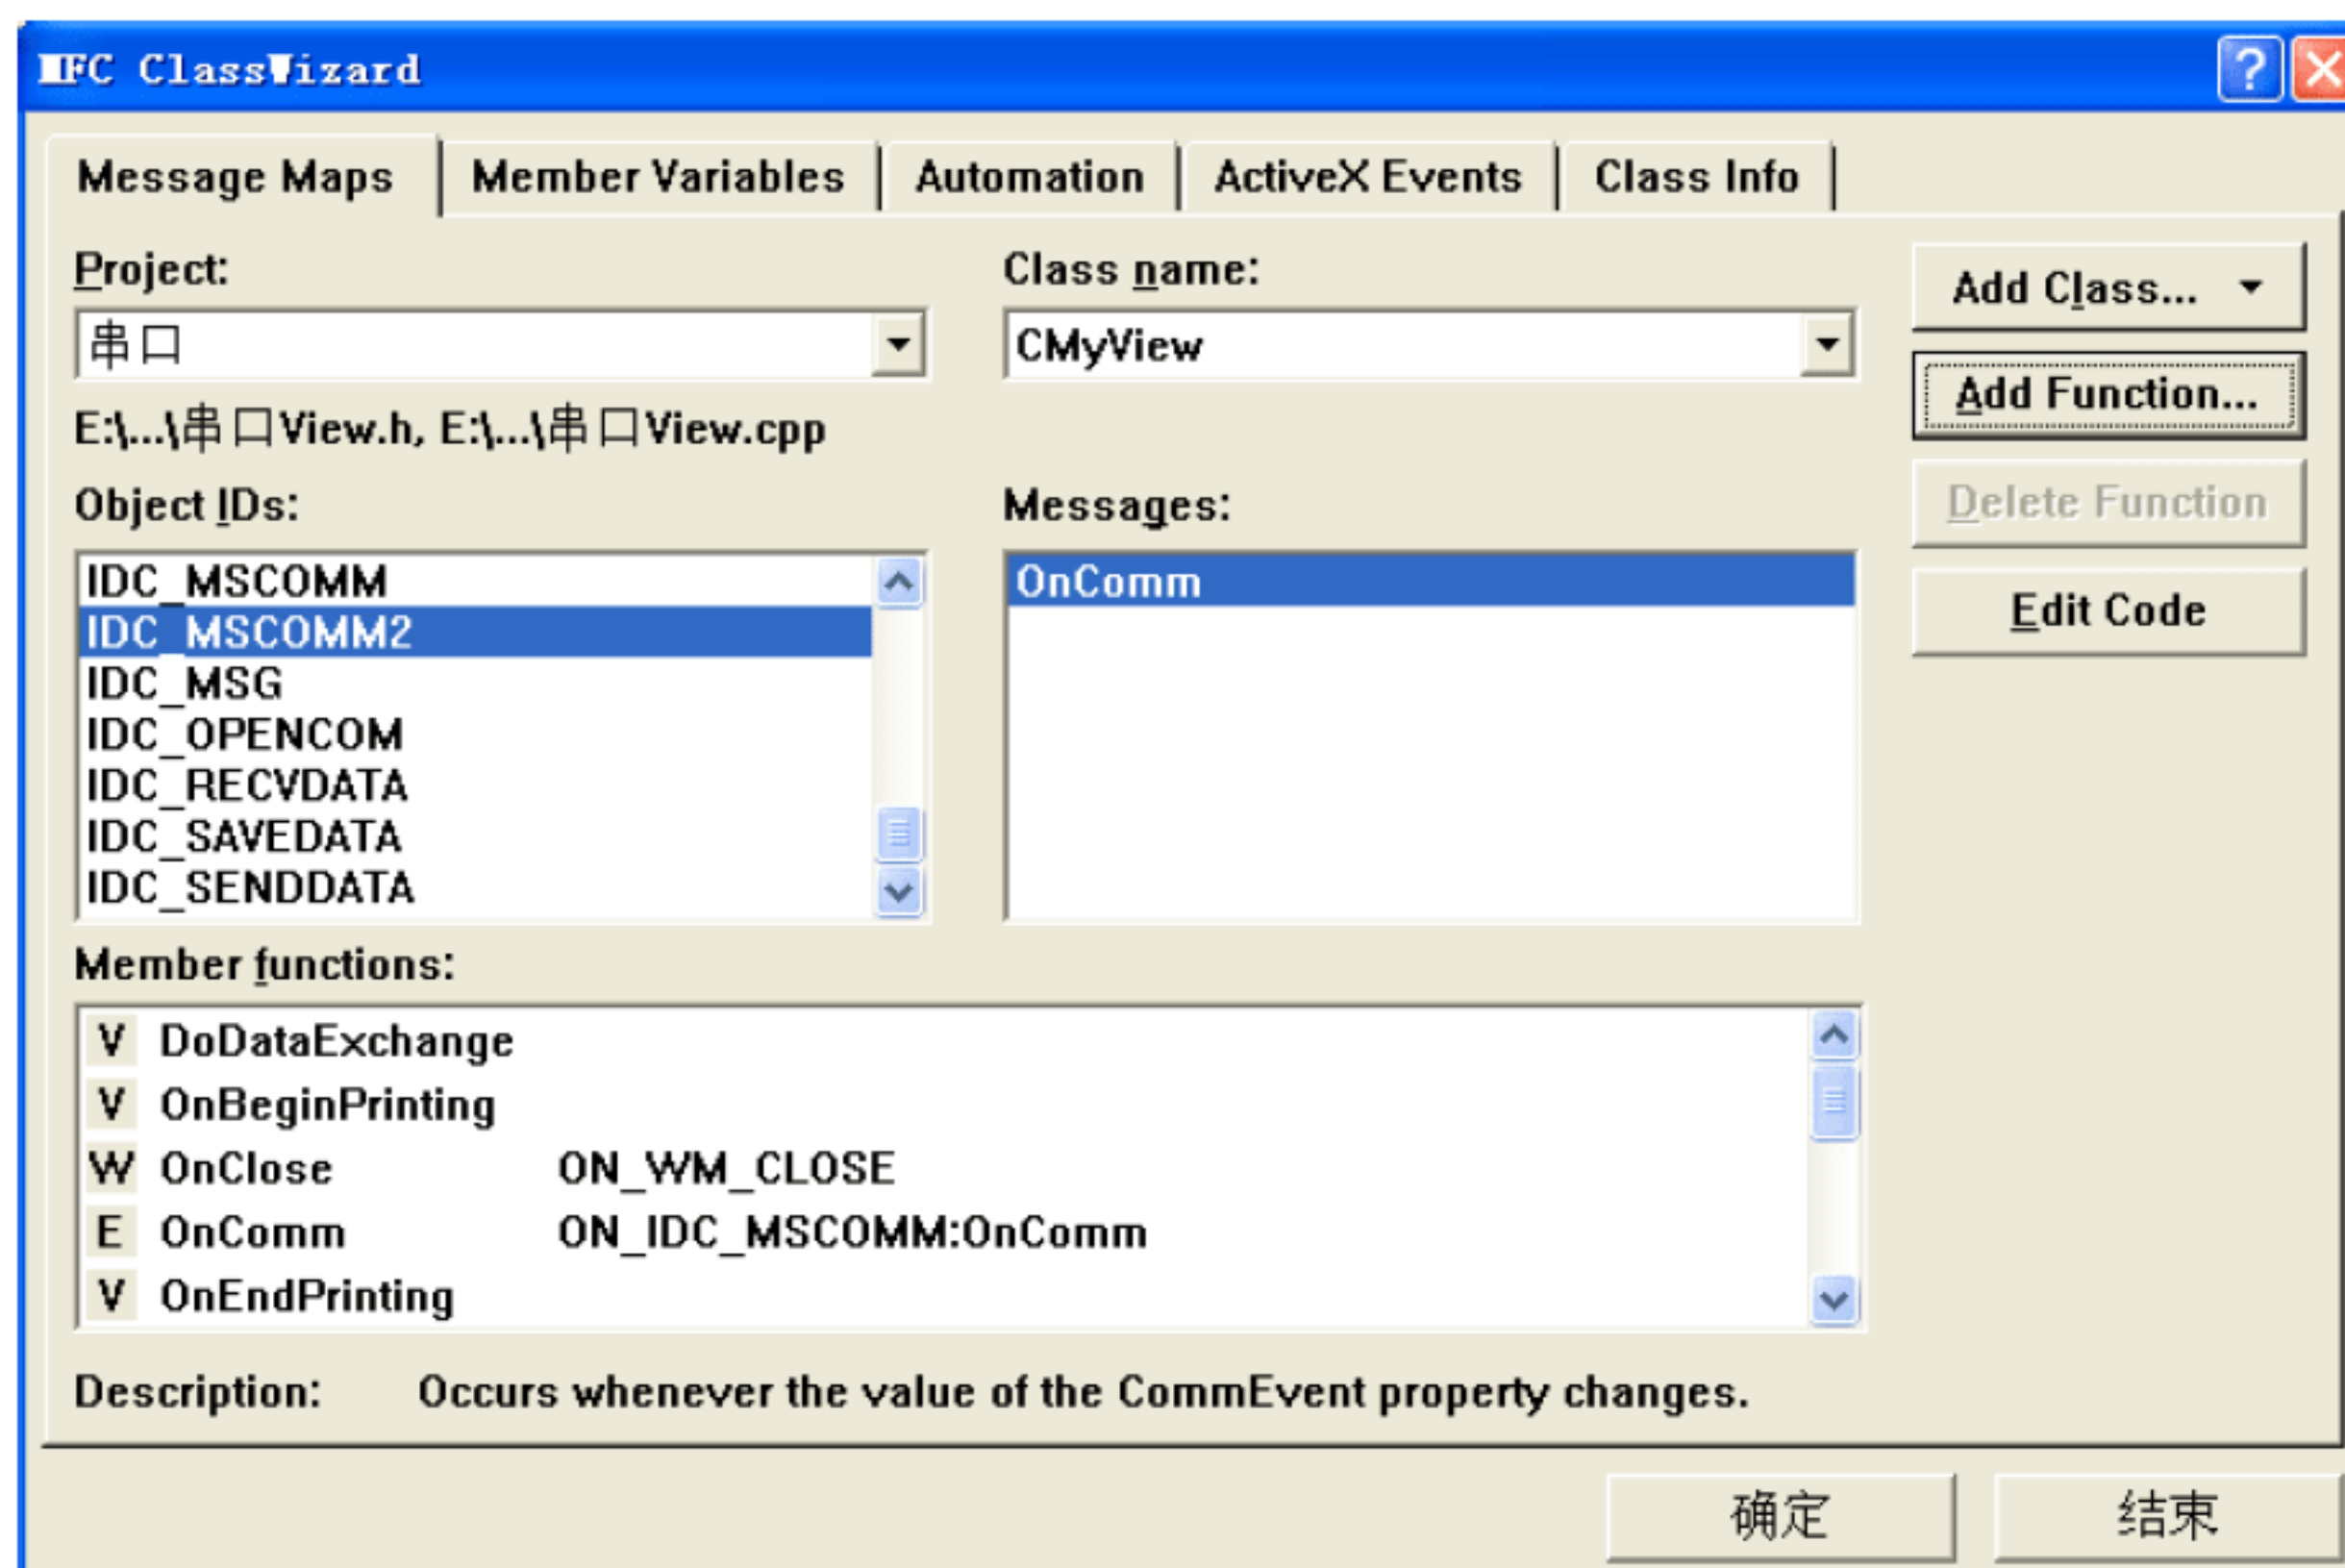 MFC ClassWizard
Message Maps Member Variables Automation ActiveX Events Class Info
Project: Class name:
串口 CMyView Add Class...
Add Function...
E:\...\串口View.h, E:\...\串口View.cpp
Object IDs: Messages: Delete Function
IDC_MSCOMM OnComm Edit Code
IDC_MSCOMM2
IDC_MSG
IDC_OPENCOM
IDC_RECVDATA
IDC_SAVEDATA
IDC_SENDDATA
Member functions:
V DoDataExchange
V OnBeginPrinting
W OnClose ON_WM_CLOSE
E OnComm ON_IDC_MSCOMM:OnComm
V OnEndPrinting
Description: Occurs whenever the value of the CommEvent property changes.
确定 结束